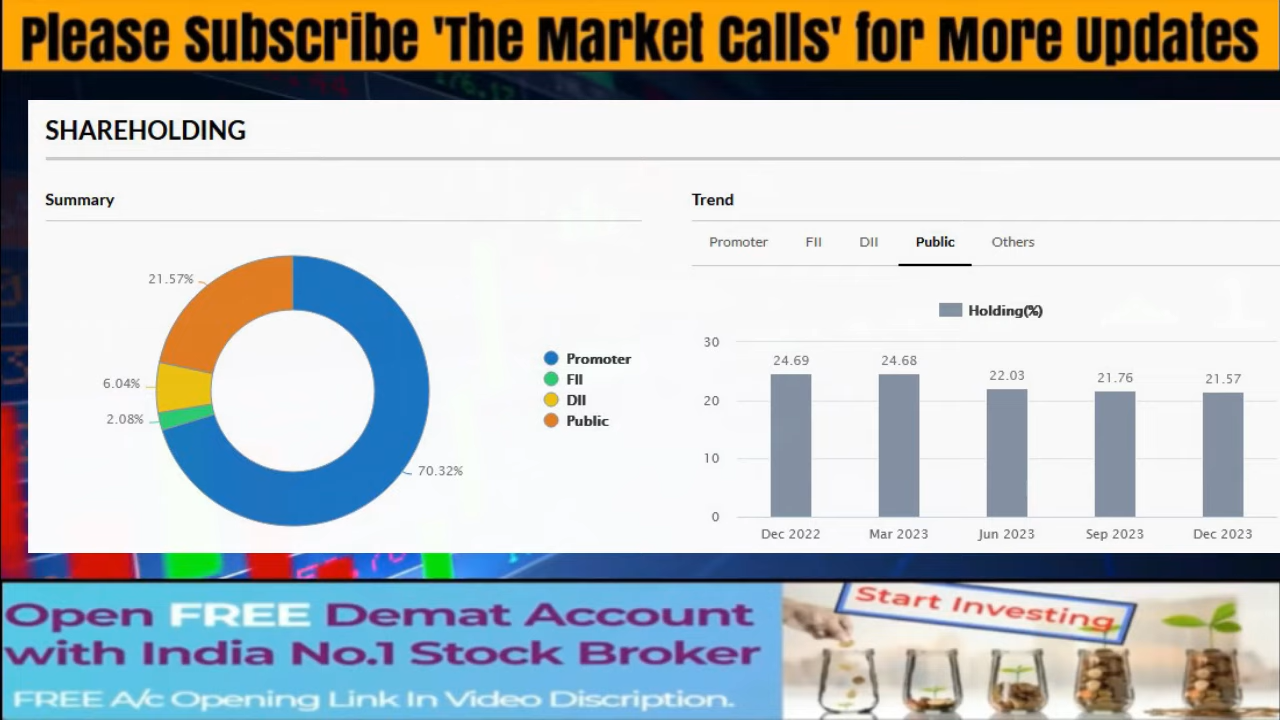 Please Subscribe 'The Market Calls' for More Updates
SHAREHOLDING
Summary
21.57%
6.04%
2.08%
70.32%
Promoter
FII
DII
Public
Trend
Promoter FII DII Public Others
Holding(%)
30
20
10
0
24.69 24.68 22.03 21.76 21.57
Dec 2022 Mar 2023 Jun 2023 Sep 2023 Dec 2023
Open FREE Demat Account
with India No.1 Stock Broker
FREE A/c Opening Link In Video Discription.
Start Investing